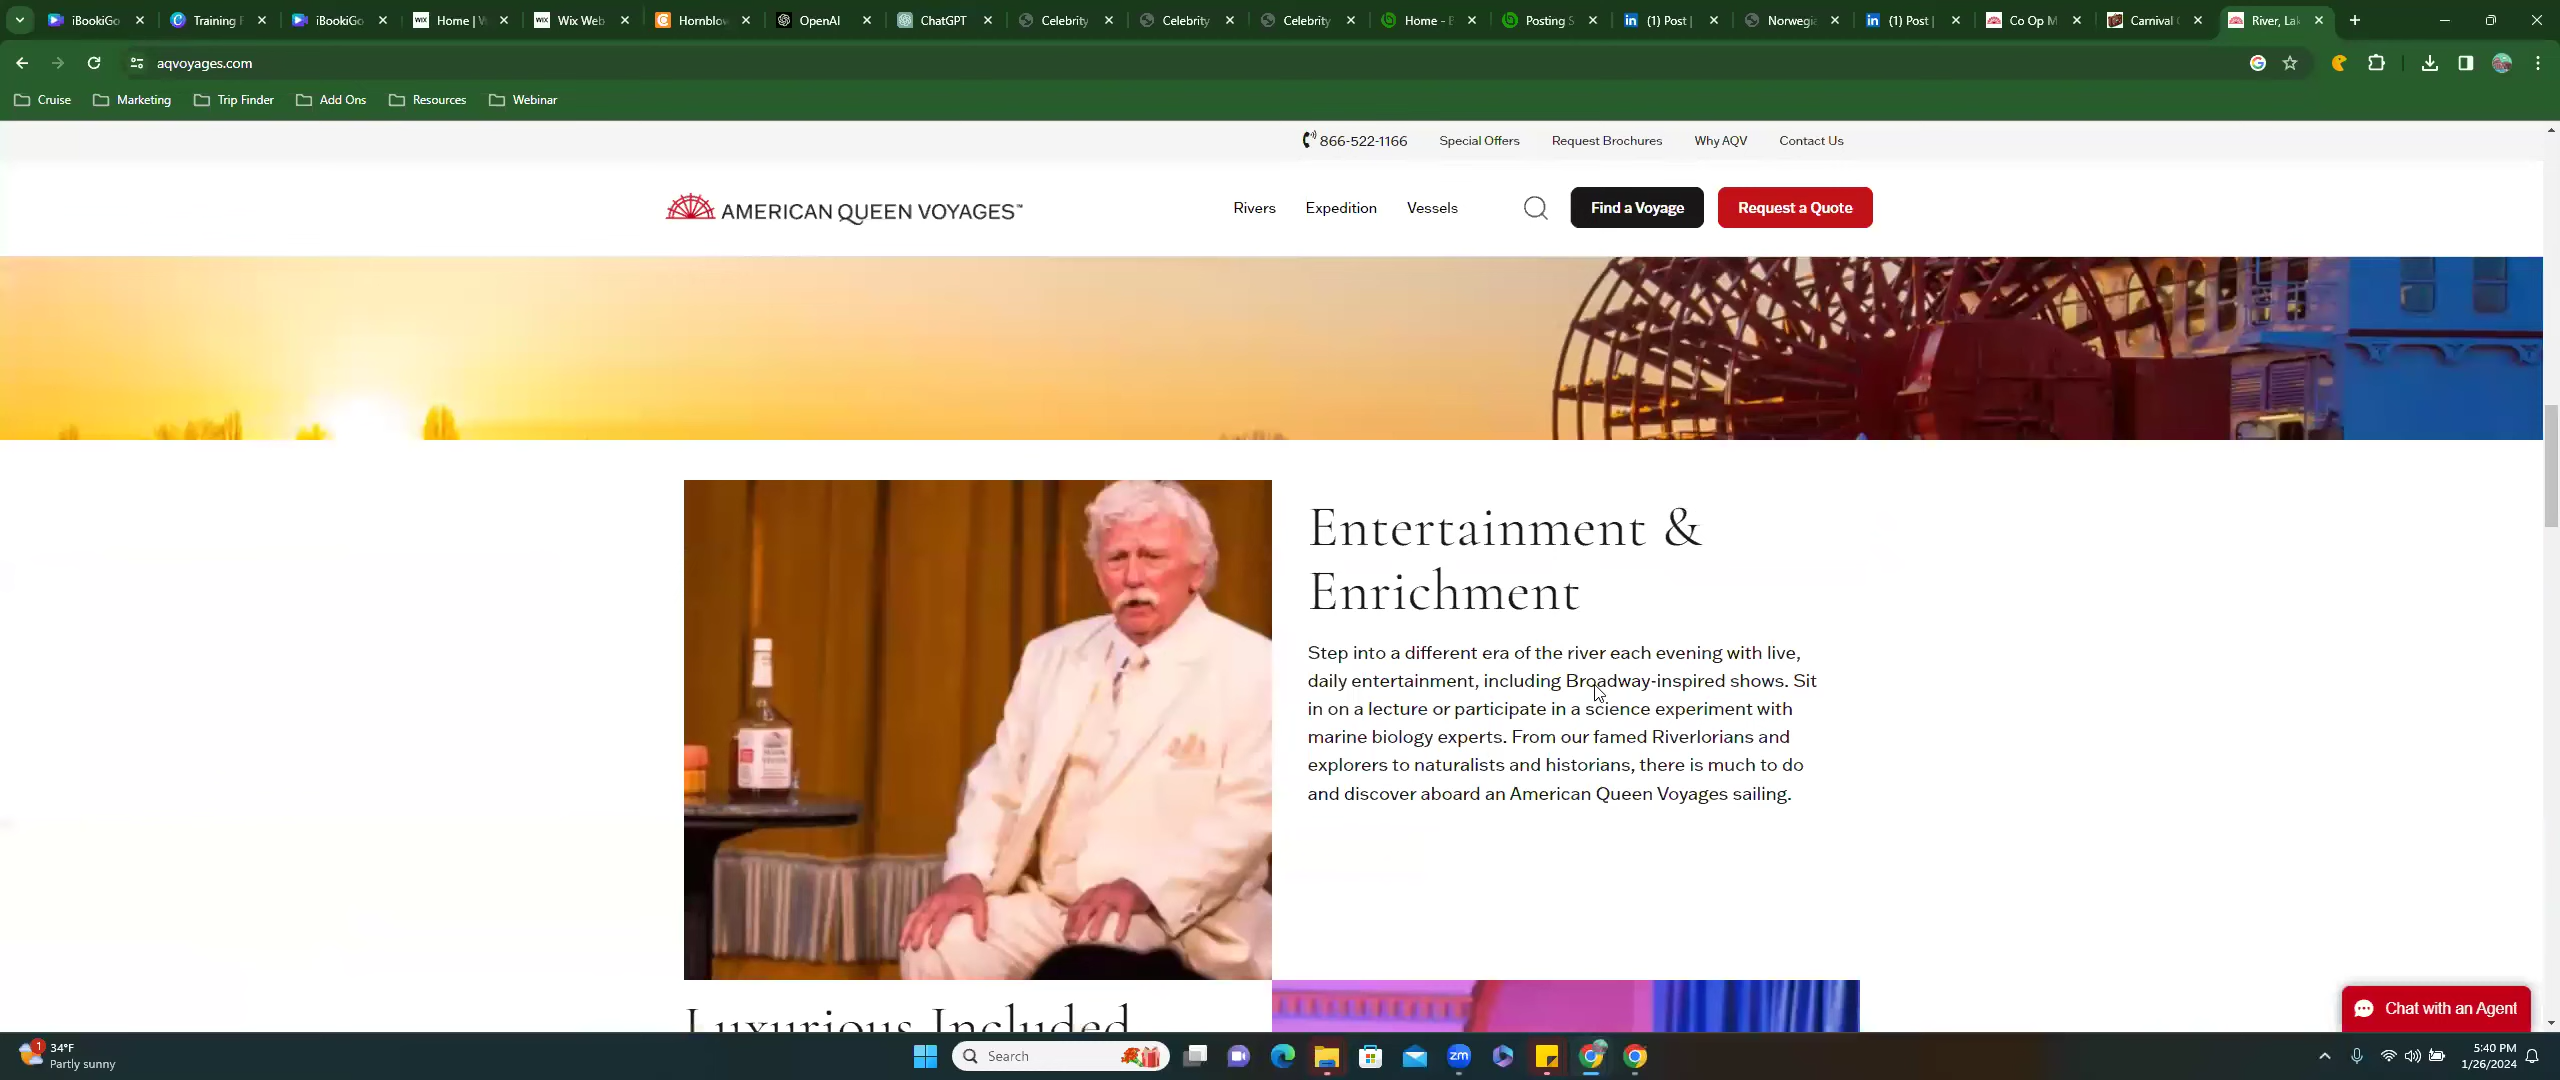 iBookiGo
Training F
iBookiGo
Home | W
Wix Web
Hornblow
OpenAI
ChatGPT
Celebrity
Celebrity
Celebrity
Home - B
Posting S
(1) Post |
Norwegia
(1) Post |
Co Op M
Carnival
River, Lak
aqvoyages.com
Cruise
Marketing
Trip Finder
Add Ons
Resources
Webinar
866-522-1166
Special Offers
Request Brochures
Why AQV
Contact Us
AMERICAN QUEEN VOYAGES™
Rivers
Expedition
Vessels
Find a Voyage
Request a Quote
Entertainment &
Enrichment
Step into a different era of the river each evening with live,
daily entertainment, including Broadway-inspired shows. Sit
in on a lecture or participate in a science experiment with
marine biology experts. From our famed Riverlorians and
explorers to naturalists and historians, there is much to do
and discover aboard an American Queen Voyages sailing.
Luxurious Included
Chat with an Agent
1
34°F
Partly sunny
Search
zm
5:40 PM
1/26/2024